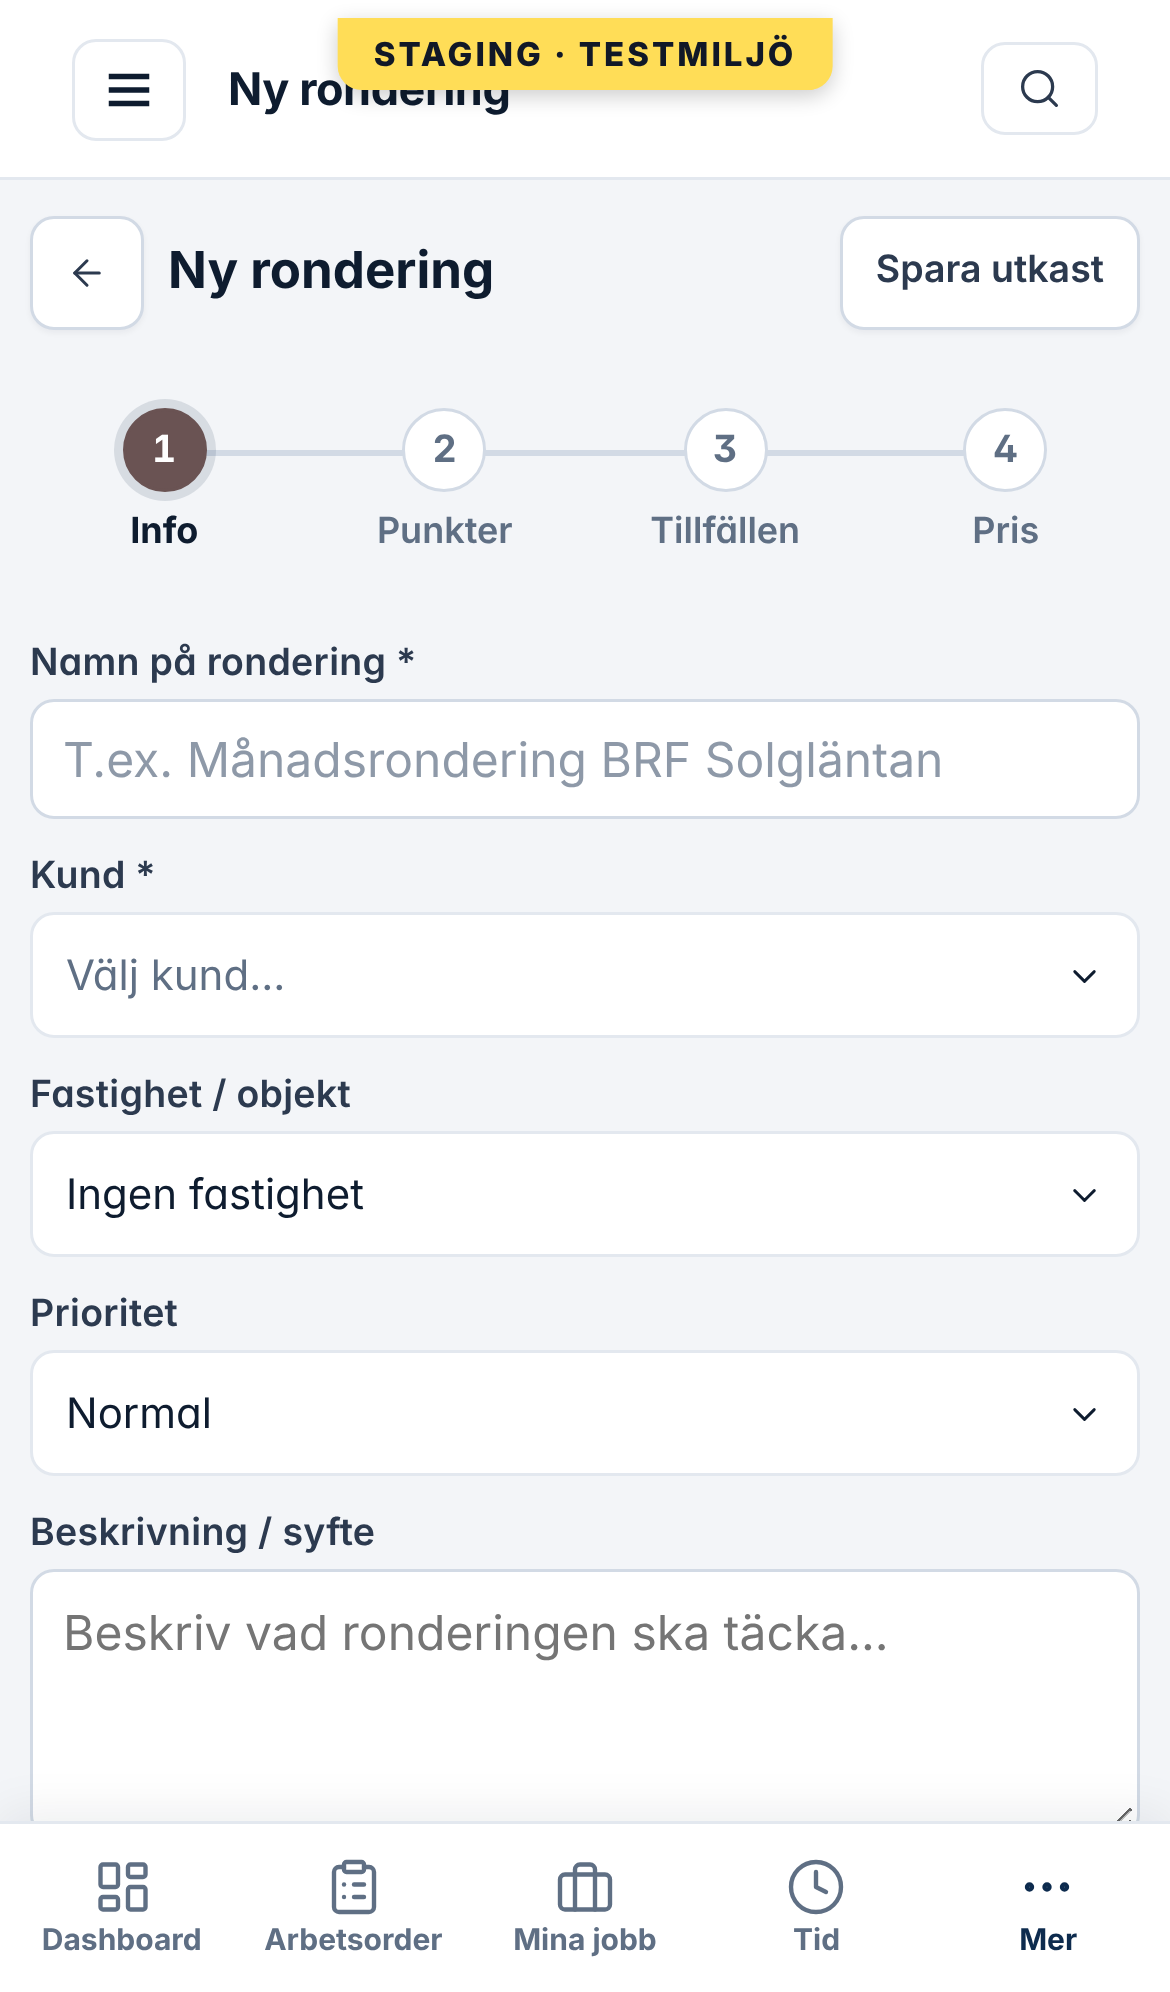 STAGING · TESTMILJÖ
Ny rondering
Ny rondering
Spara utkast
1
2
3
4
Info
Punkter
Tillfällen
Pris
Namn på rondering *
T.ex. Månadsrondering BRF Solgläntan
Kund *
Välj kund...
Fastighet / objekt
Ingen fastighet
Prioritet
Normal
Beskrivning / syfte
Beskriv vad ronderingen ska täcka...
Dashboard
Arbetsorder
Mina jobb
Tid
Mer